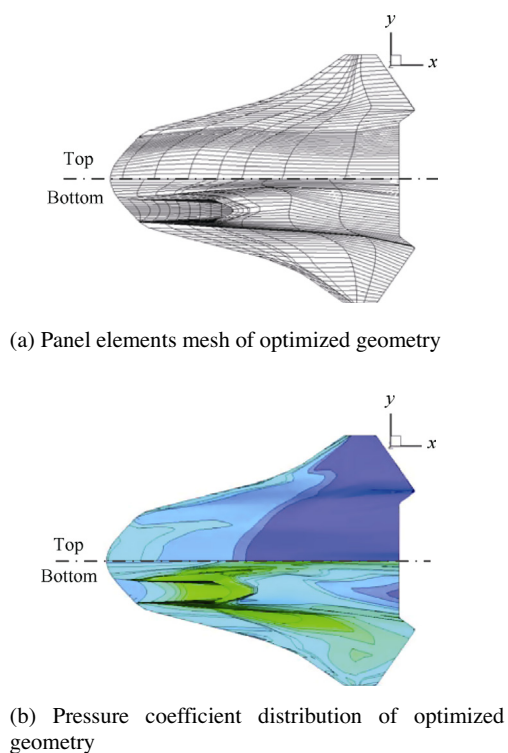 y
x
Top
Bottom
(a) Panel elements mesh of optimized geometry
y
x
Top
Bottom
(b) Pressure coefficient distribution of optimized
geometry